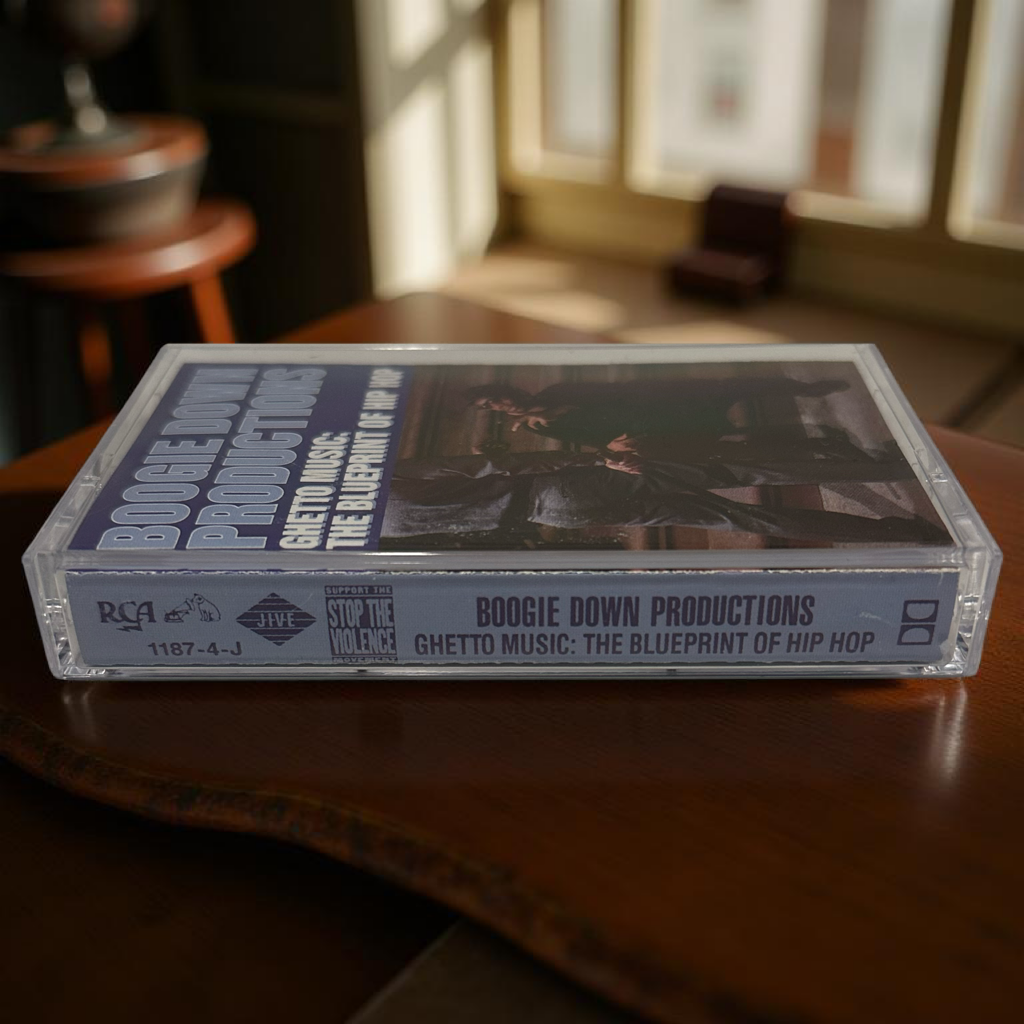 BOOGIE DOWN
PRODUCTIONS
GHETTO MUSIC:
THE BLUEPRINT OF HIP HOP
RCA
JIVE
1187-4-J
SUPPORT THE
STOP THE
VIOLENCE
MOVEMENT
BOOGIE DOWN PRODUCTIONS
GHETTO MUSIC: THE BLUEPRINT OF HIP HOP